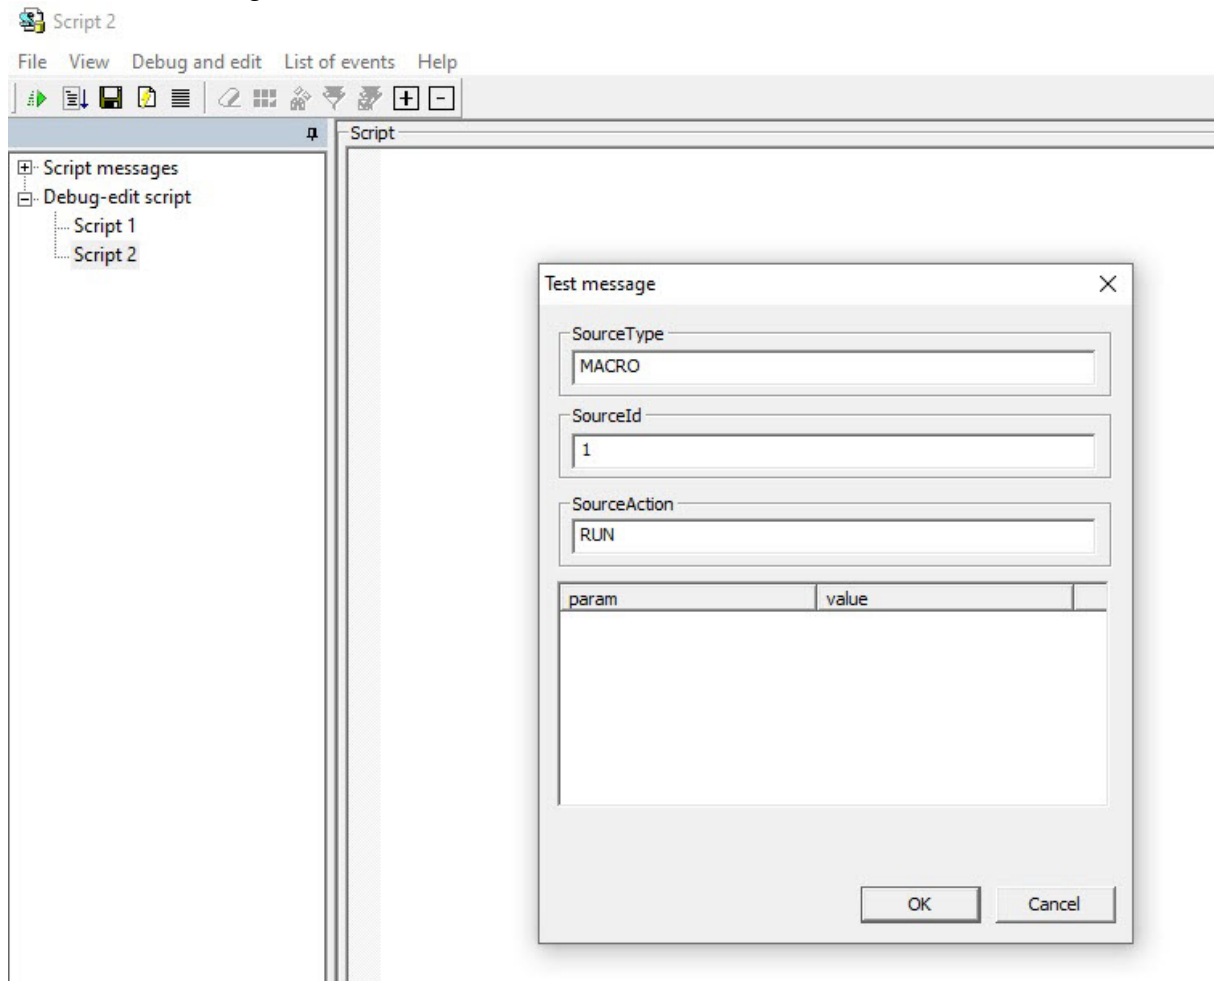 Script 2
File View Debug and edit List of events Help
Script
Script messages
Debug-edit script
Script 1
Script 2
Test message
SourceType
MACRO
SourceId
1
SourceAction
RUN
param value
OK Cancel